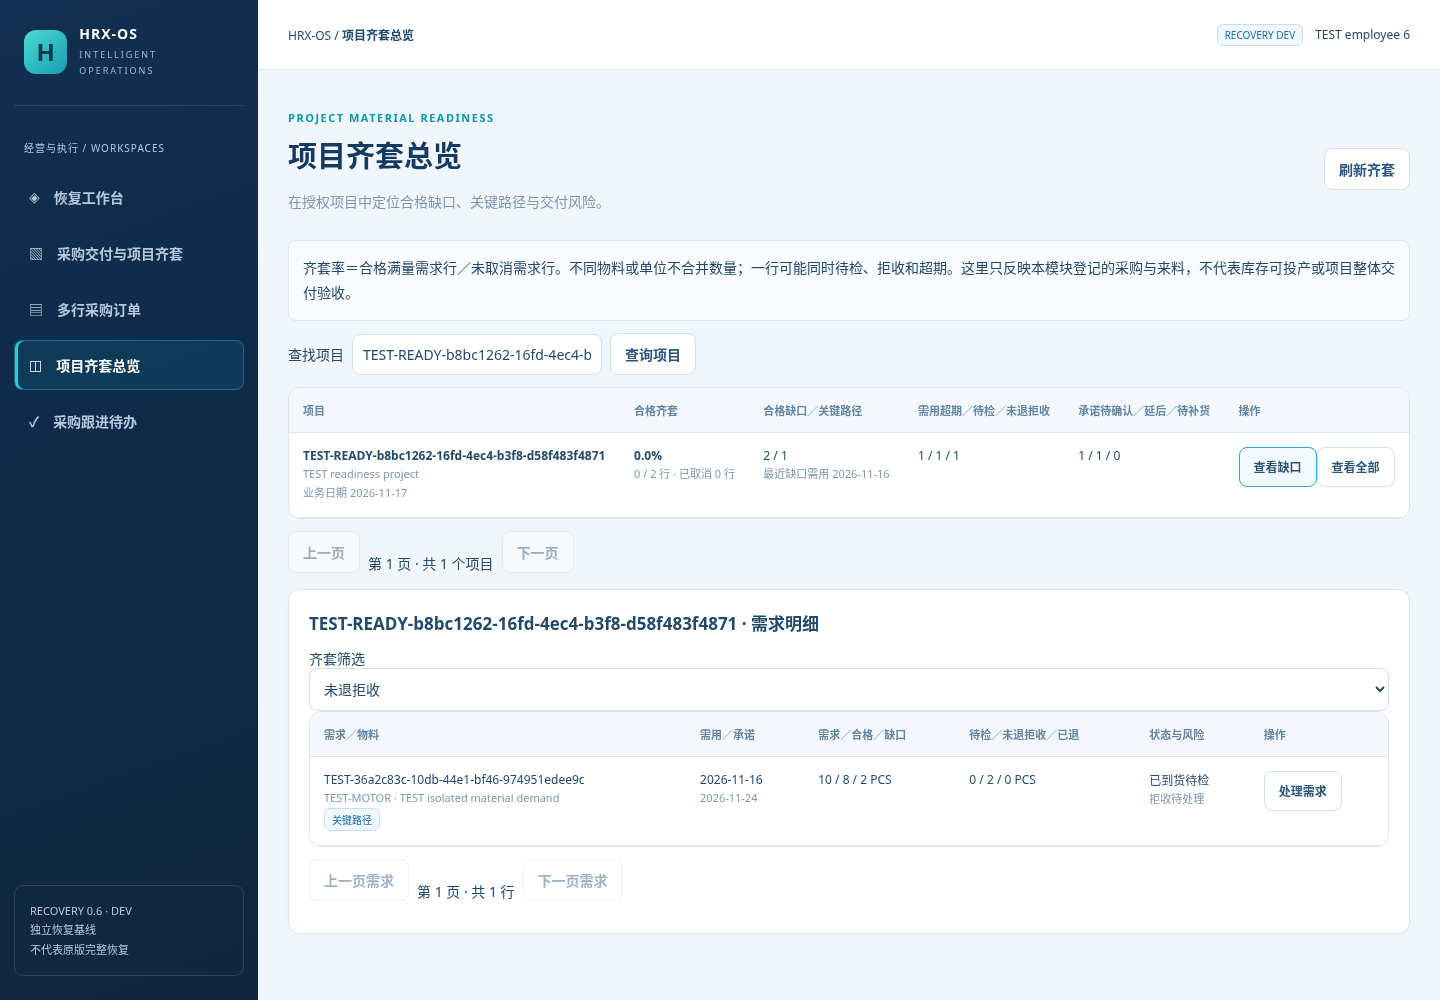 H
HRX-OS
INTELLIGENT
OPERATIONS
经营与执行 / WORKSPACES
恢复工作台
采购交付与项目齐套
多行采购订单
项目齐套总览
采购跟进待办
RECOVERY 0.6 · DEV
独立恢复基线
不代表原版完整恢复
HRX-OS / 项目齐套总览
RECOVERY DEV TEST employee 6
PROJECT MATERIAL READINESS
项目齐套总览
在授权项目中定位合格缺口、关键路径与交付风险。
刷新齐套
齐套率＝合格满量需求行／未取消需求行。不同物料或单位不合并数量；一行可能同时待检、拒收和超期。这里只反映本模块登记的采购与来料，不代表库存可投产或项目整体交
付验收。
查找项目 TEST-READY-b8bc1262-16fd-4ec4-b 查询项目
项目 合格齐套 合格缺口／关键路径 需用超期／待检／未退拒收 承诺待确认／延后／待补货 操作
TEST-READY-b8bc1262-16fd-4ec4-b3f8-d58f483f4871 0.0% 2 / 1 1 / 1 / 1 1 / 1 / 0 查看缺口 查看全部
TEST readiness project 0 / 2 行 · 已取消 0 行 最近缺口需用 2026-11-16
业务日期 2026-11-17
上一页 第 1 页 · 共 1 个项目 下一页
TEST-READY-b8bc1262-16fd-4ec4-b3f8-d58f483f4871 · 需求明细
齐套筛选
未退拒收
需求／物料 需用／承诺 需求／合格／缺口 待检／未退拒收／已退 状态与风险 操作
TEST-36a2c83c-10db-44e1-bf46-974951edee9c 2026-11-16 10 / 8 / 2 PCS 0 / 2 / 0 PCS 已到货待检 处理需求
TEST-MOTOR · TEST isolated material demand 2026-11-24 拒收待处理
关键路径
上一页需求 第 1 页 · 共 1 行 下一页需求